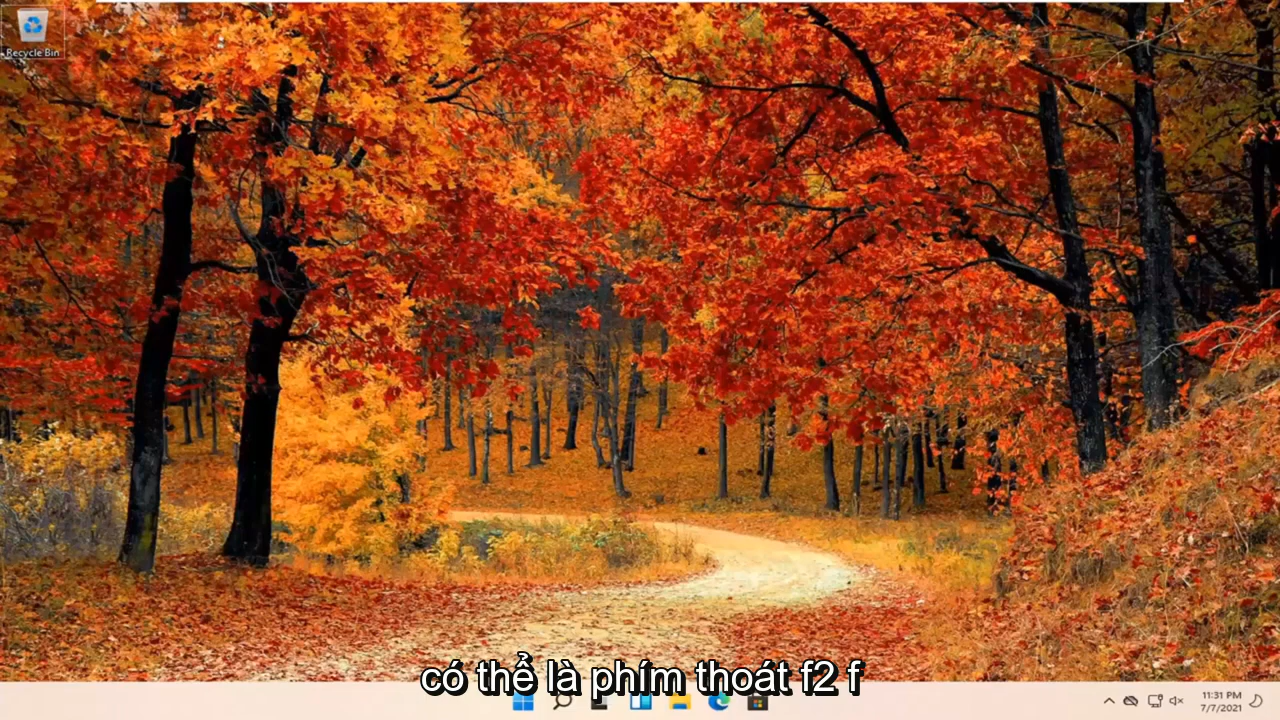 Recycle Bin
có thể là phím thoát f2 f
11:31 PM
7/7/2021